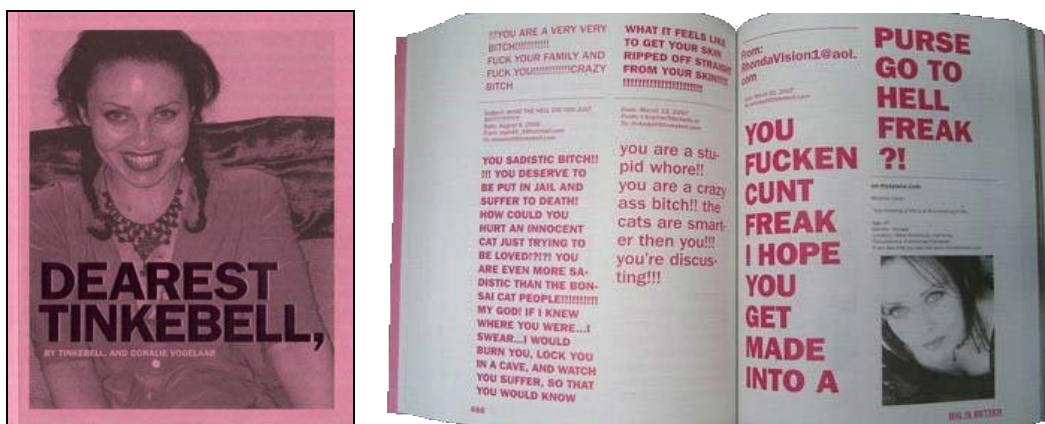 DEAREST
TINKEBELL,
BY TINKEBELL. AND CORALIE VOGELAAR
!!YOU ARE A VERY VERY
BITCH!!!!!!!!!!!
FUCK YOUR FAMILY AND
FUCK YOU!!!!!!!!!!!!!CRAZY
BITCH
Date: August 8, 2006
YOU SADISTIC BITCH!!
!!! YOU DESERVE TO
BE PUT IN JAIL AND
SUFFER TO DEATH!
HOW COULD YOU
HURT AN INNOCENT
CAT JUST TRYING TO
BE LOVED!?!?! YOU
ARE EVEN MORE SA-
DISTIC THAN THE BON-
SAI CAT PEOPLE!!!!!!!!!!!
MY GOD! IF I KNEW
WHERE YOU WERE...I
SWEAR...I WOULD
BURN YOU, LOCK YOU
IN A CAVE, AND WATCH
YOU SUFFER, SO THAT
YOU WOULD KNOW
WHAT IT FEELS LIKE
TO GET YOUR SKIN
RIPPED OFF STRAIGHT
FROM YOUR SKIN!!!!!
!!!!!!!!!!!!!!!!!!!!!!!
you are a stu-
pid whore!!
you are a crazy
ass bitch!! the
cats are smart-
er then you!!!
you're discus-
ting!!!
From:
RhondaVision1@aol.
com
YOU
FUCKEN
CUNT
FREAK
I HOPE
YOU
GET
MADE
INTO A
PURSE
GO TO
HELL
FREAK
?!
on myspace.com
BIG IS BETTER